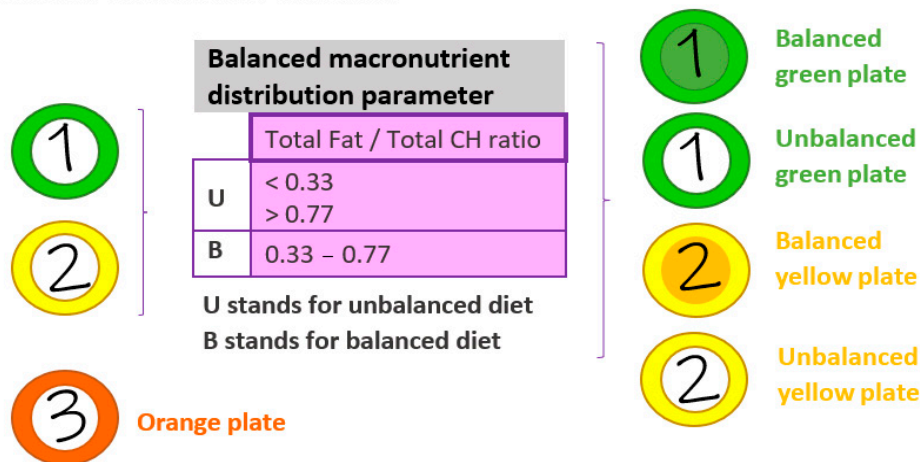 1
2
3
Orange plate
Balanced macronutrient
distribution parameter
Total Fat / Total CH ratio
U
< 0.33
> 0.77
B
0.33 – 0.77
U stands for unbalanced diet
B stands for balanced diet
1
Balanced
green plate
1
Unbalanced
green plate
2
Balanced
yellow plate
2
Unbalanced
yellow plate